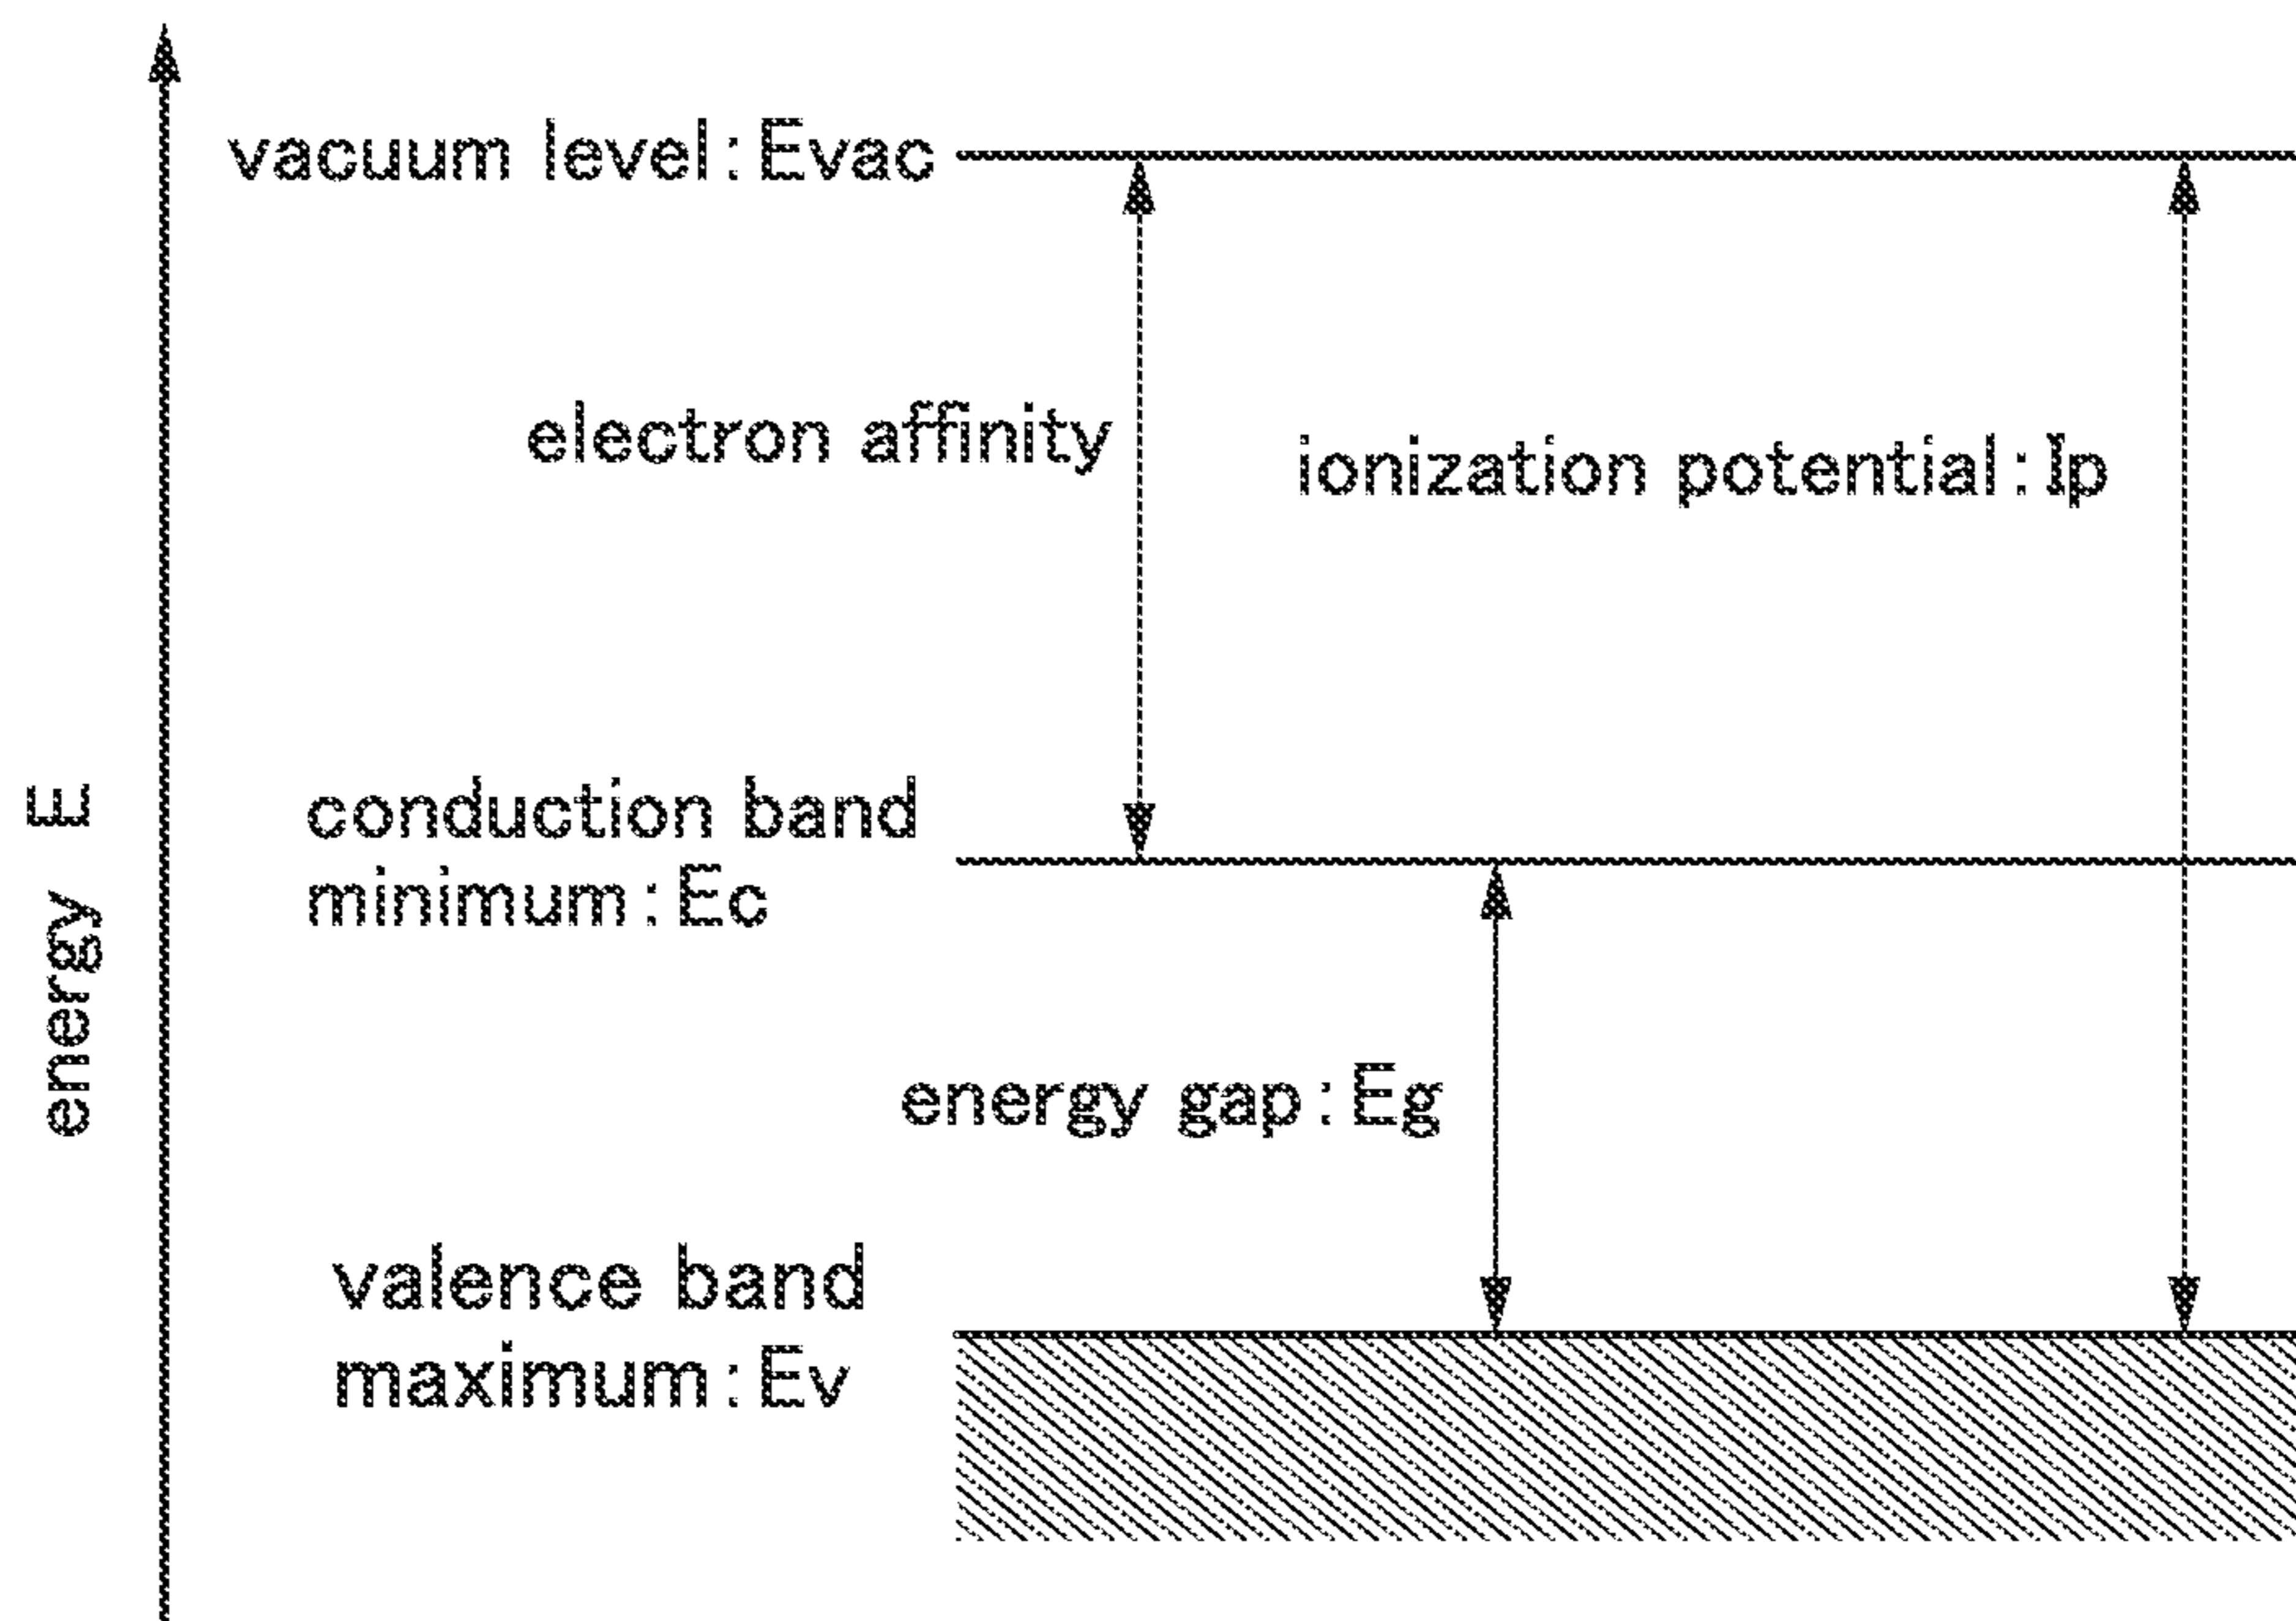 vacuum level:Evac
electron affinity
ionization potential:Ip
energy E
conduction band
minimum:Ec
energy gap:Eg
valence band
maximum:Ev